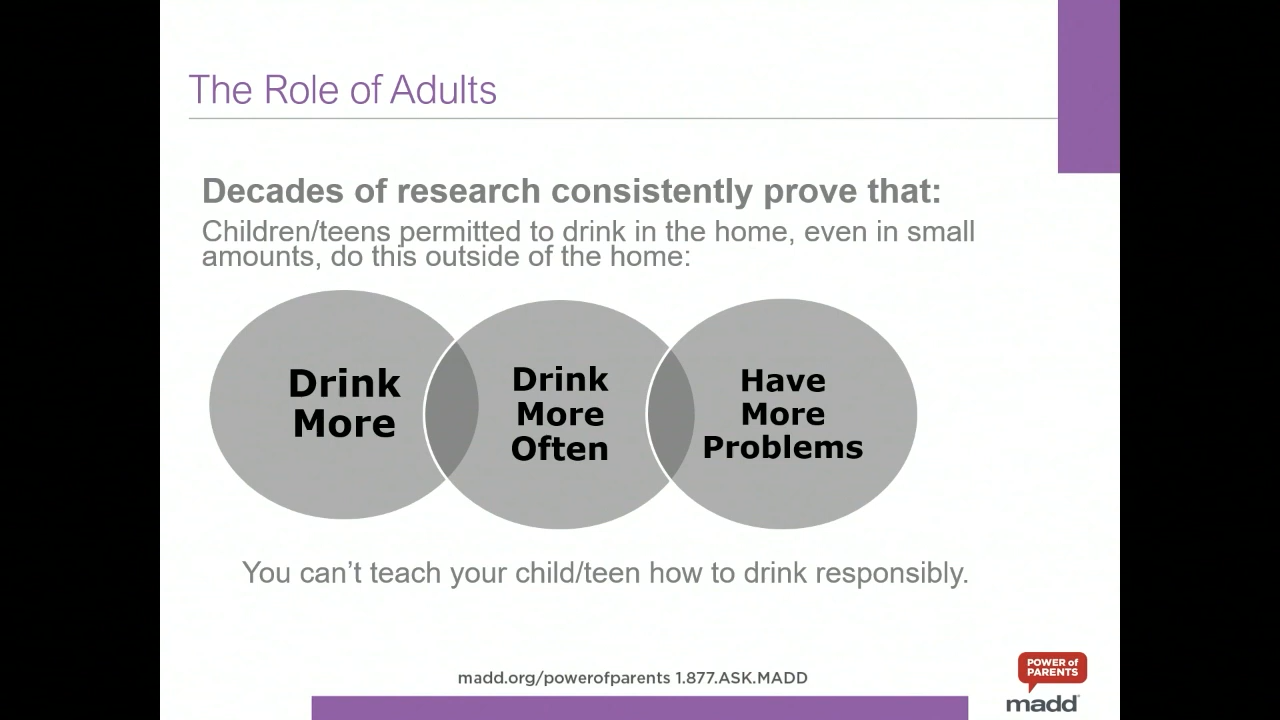 The Role of Adults
Decades of research consistently prove that:
Children/teens permitted to drink in the home, even in small
amounts, do this outside of the home:
Drink
More
Drink
More
Often
Have
More
Problems
You can’t teach your child/teen how to drink responsibly.
madd.org/powerofparents 1.877.ASK.MADD
POWER of
PARENTS
madd